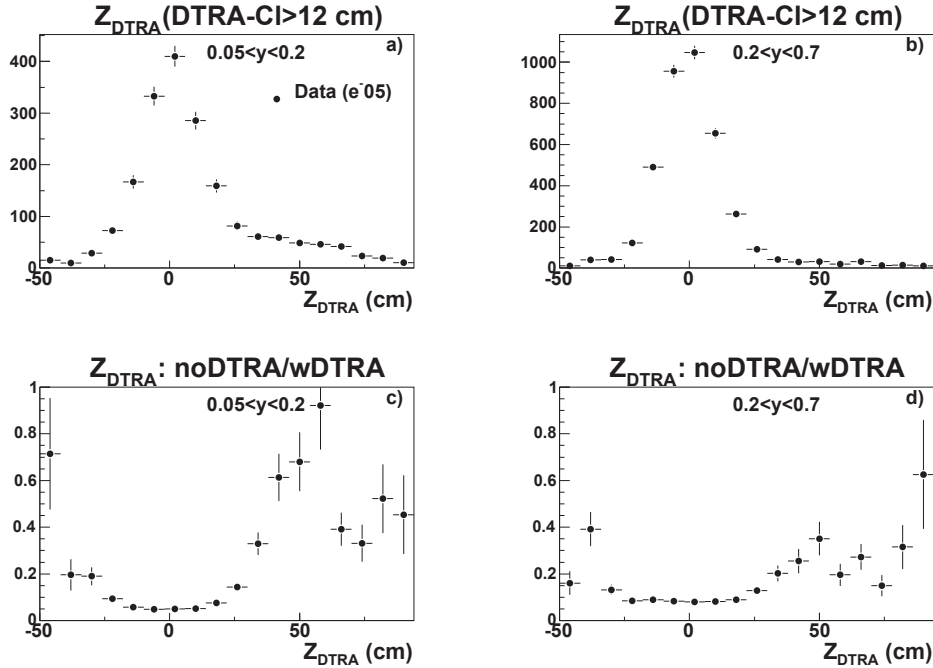 Z_DTRA (DTRA-Cl>12 cm)
a)
0.05<y<0.2
Data (e⁻05)
400
300
200
100
0
-50 0 50
Z_DTRA (cm)
Z_DTRA (DTRA-Cl>12 cm)
b)
0.2<y<0.7
1000
800
600
400
200
0
-50 0 50
Z_DTRA (cm)
Z_DTRA: noDTRA/wDTRA
c)
0.05<y<0.2
1
0.8
0.6
0.4
0.2
0
-50 0 50
Z_DTRA (cm)
Z_DTRA: noDTRA/wDTRA
d)
0.2<y<0.7
1
0.8
0.6
0.4
0.2
0
-50 0 50
Z_DTRA (cm)